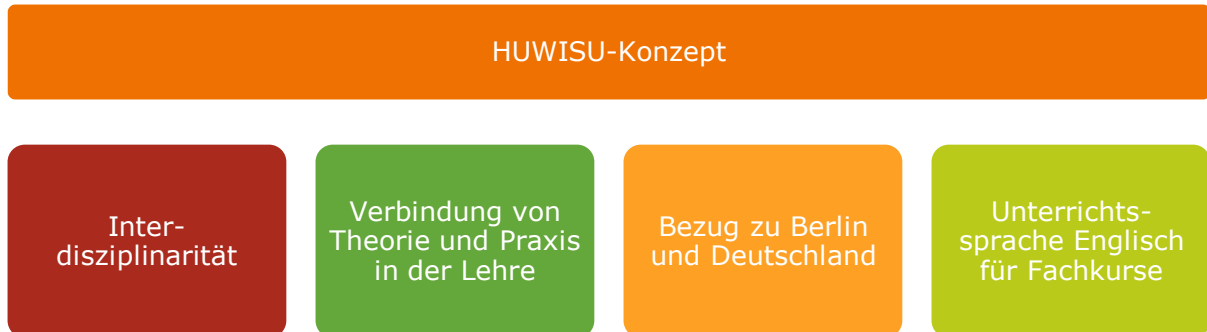 HUWISU-Konzept
Inter-
disziplinarität
Verbindung von
Theorie und Praxis
in der Lehre
Bezug zu Berlin
und Deutschland
Unterrichts-
sprache Englisch
für Fachkurse